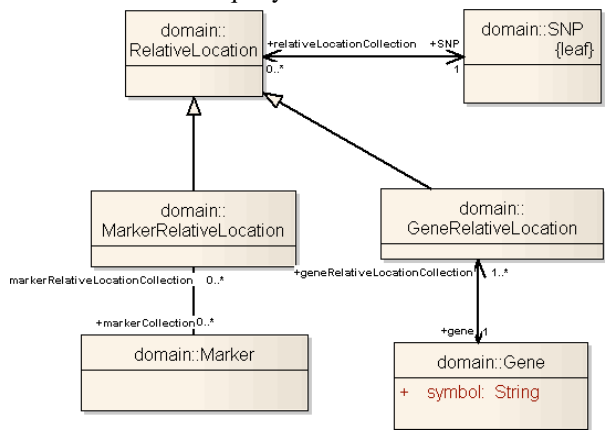 domain::
RelativeLocation
+relativeLocationCollection
+SNP
0..*
1
domain::SNP
{leaf}
domain::
MarkerRelativeLocation
domain::
GeneRelativeLocation
markerRelativeLocationCollection
0..*
+geneRelativeLocationCollection
1..*
+markerCollection
0..*
+gene
1
domain::Marker
domain::Gene
+ symbol: String